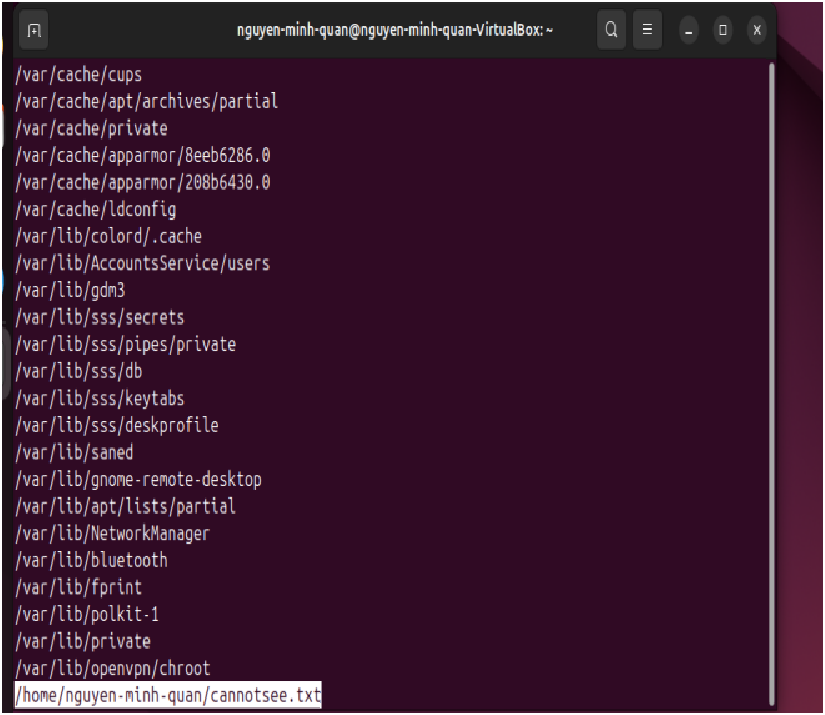 nguyen-minh-quan@nguyen-minh-quan-VirtualBox: ~
/var/cache/cups
/var/cache/apt/archives/partial
/var/cache/private
/var/cache/apparmor/8eeb6286.0
/var/cache/apparmor/208b6430.0
/var/cache/ldconfig
/var/lib/colord/.cache
/var/lib/AccountsService/users
/var/lib/gdm3
/var/lib/sss/secrets
/var/lib/sss/pipes/private
/var/lib/sss/db
/var/lib/sss/keytabs
/var/lib/sss/deskprofile
/var/lib/saned
/var/lib/gnome-remote-desktop
/var/lib/apt/lists/partial
/var/lib/NetworkManager
/var/lib/bluetooth
/var/lib/fprint
/var/lib/polkit-1
/var/lib/private
/var/lib/openvpn/chroot
/home/nguyen-minh-quan/cannotsee.txt